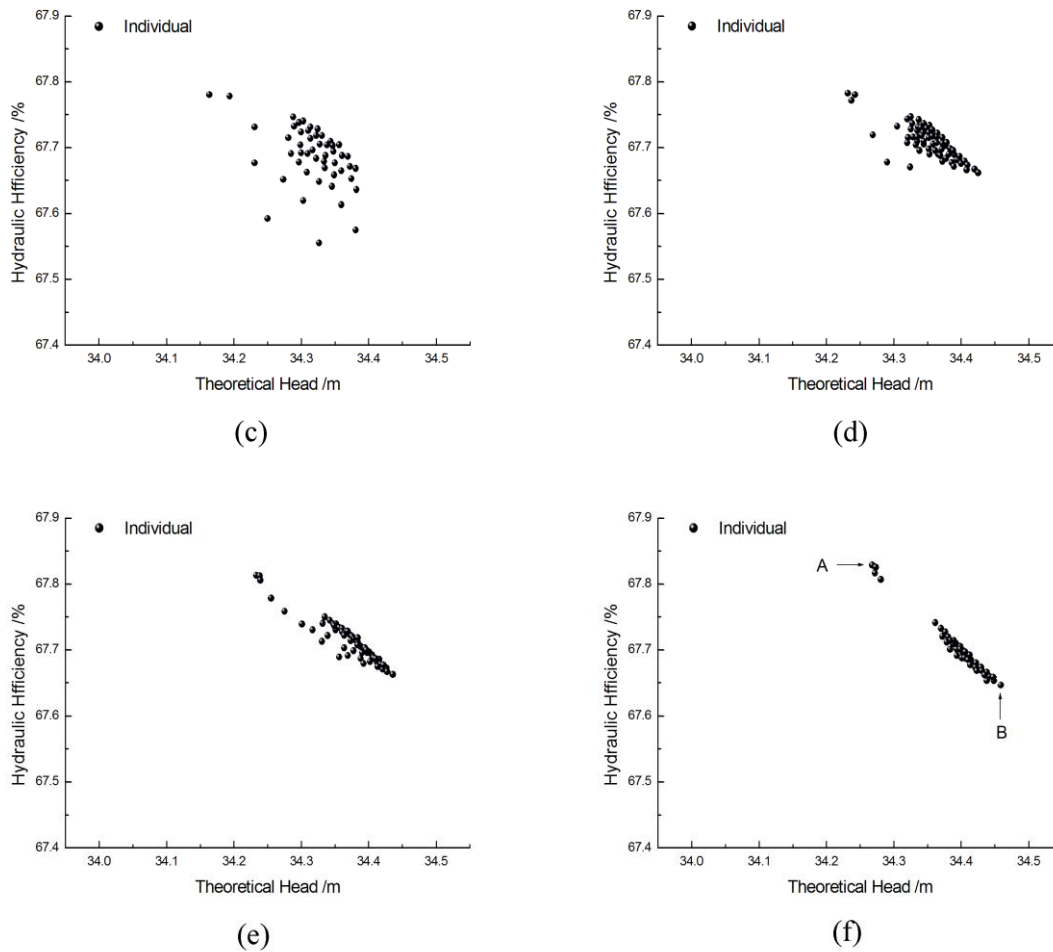 67.9
Individual
67.8
67.7
67.6
67.5
67.4
Hydraulic Hfficiency /%
34.0 34.1 34.2 34.3 34.4 34.5
Theoretical Head /m
(c)
67.9
Individual
67.8
67.7
67.6
67.5
67.4
Hydraulic Hfficiency /%
34.0 34.1 34.2 34.3 34.4 34.5
Theoretical Head /m
(d)
67.9
Individual
67.8
67.7
67.6
67.5
67.4
Hydraulic Hfficiency /%
34.0 34.1 34.2 34.3 34.4 34.5
Theoretical Head /m
(e)
67.9
Individual
A
67.8
67.7
67.6
B
67.5
67.4
Hydraulic Hfficiency /%
34.0 34.1 34.2 34.3 34.4 34.5
Theoretical Head /m
(f)